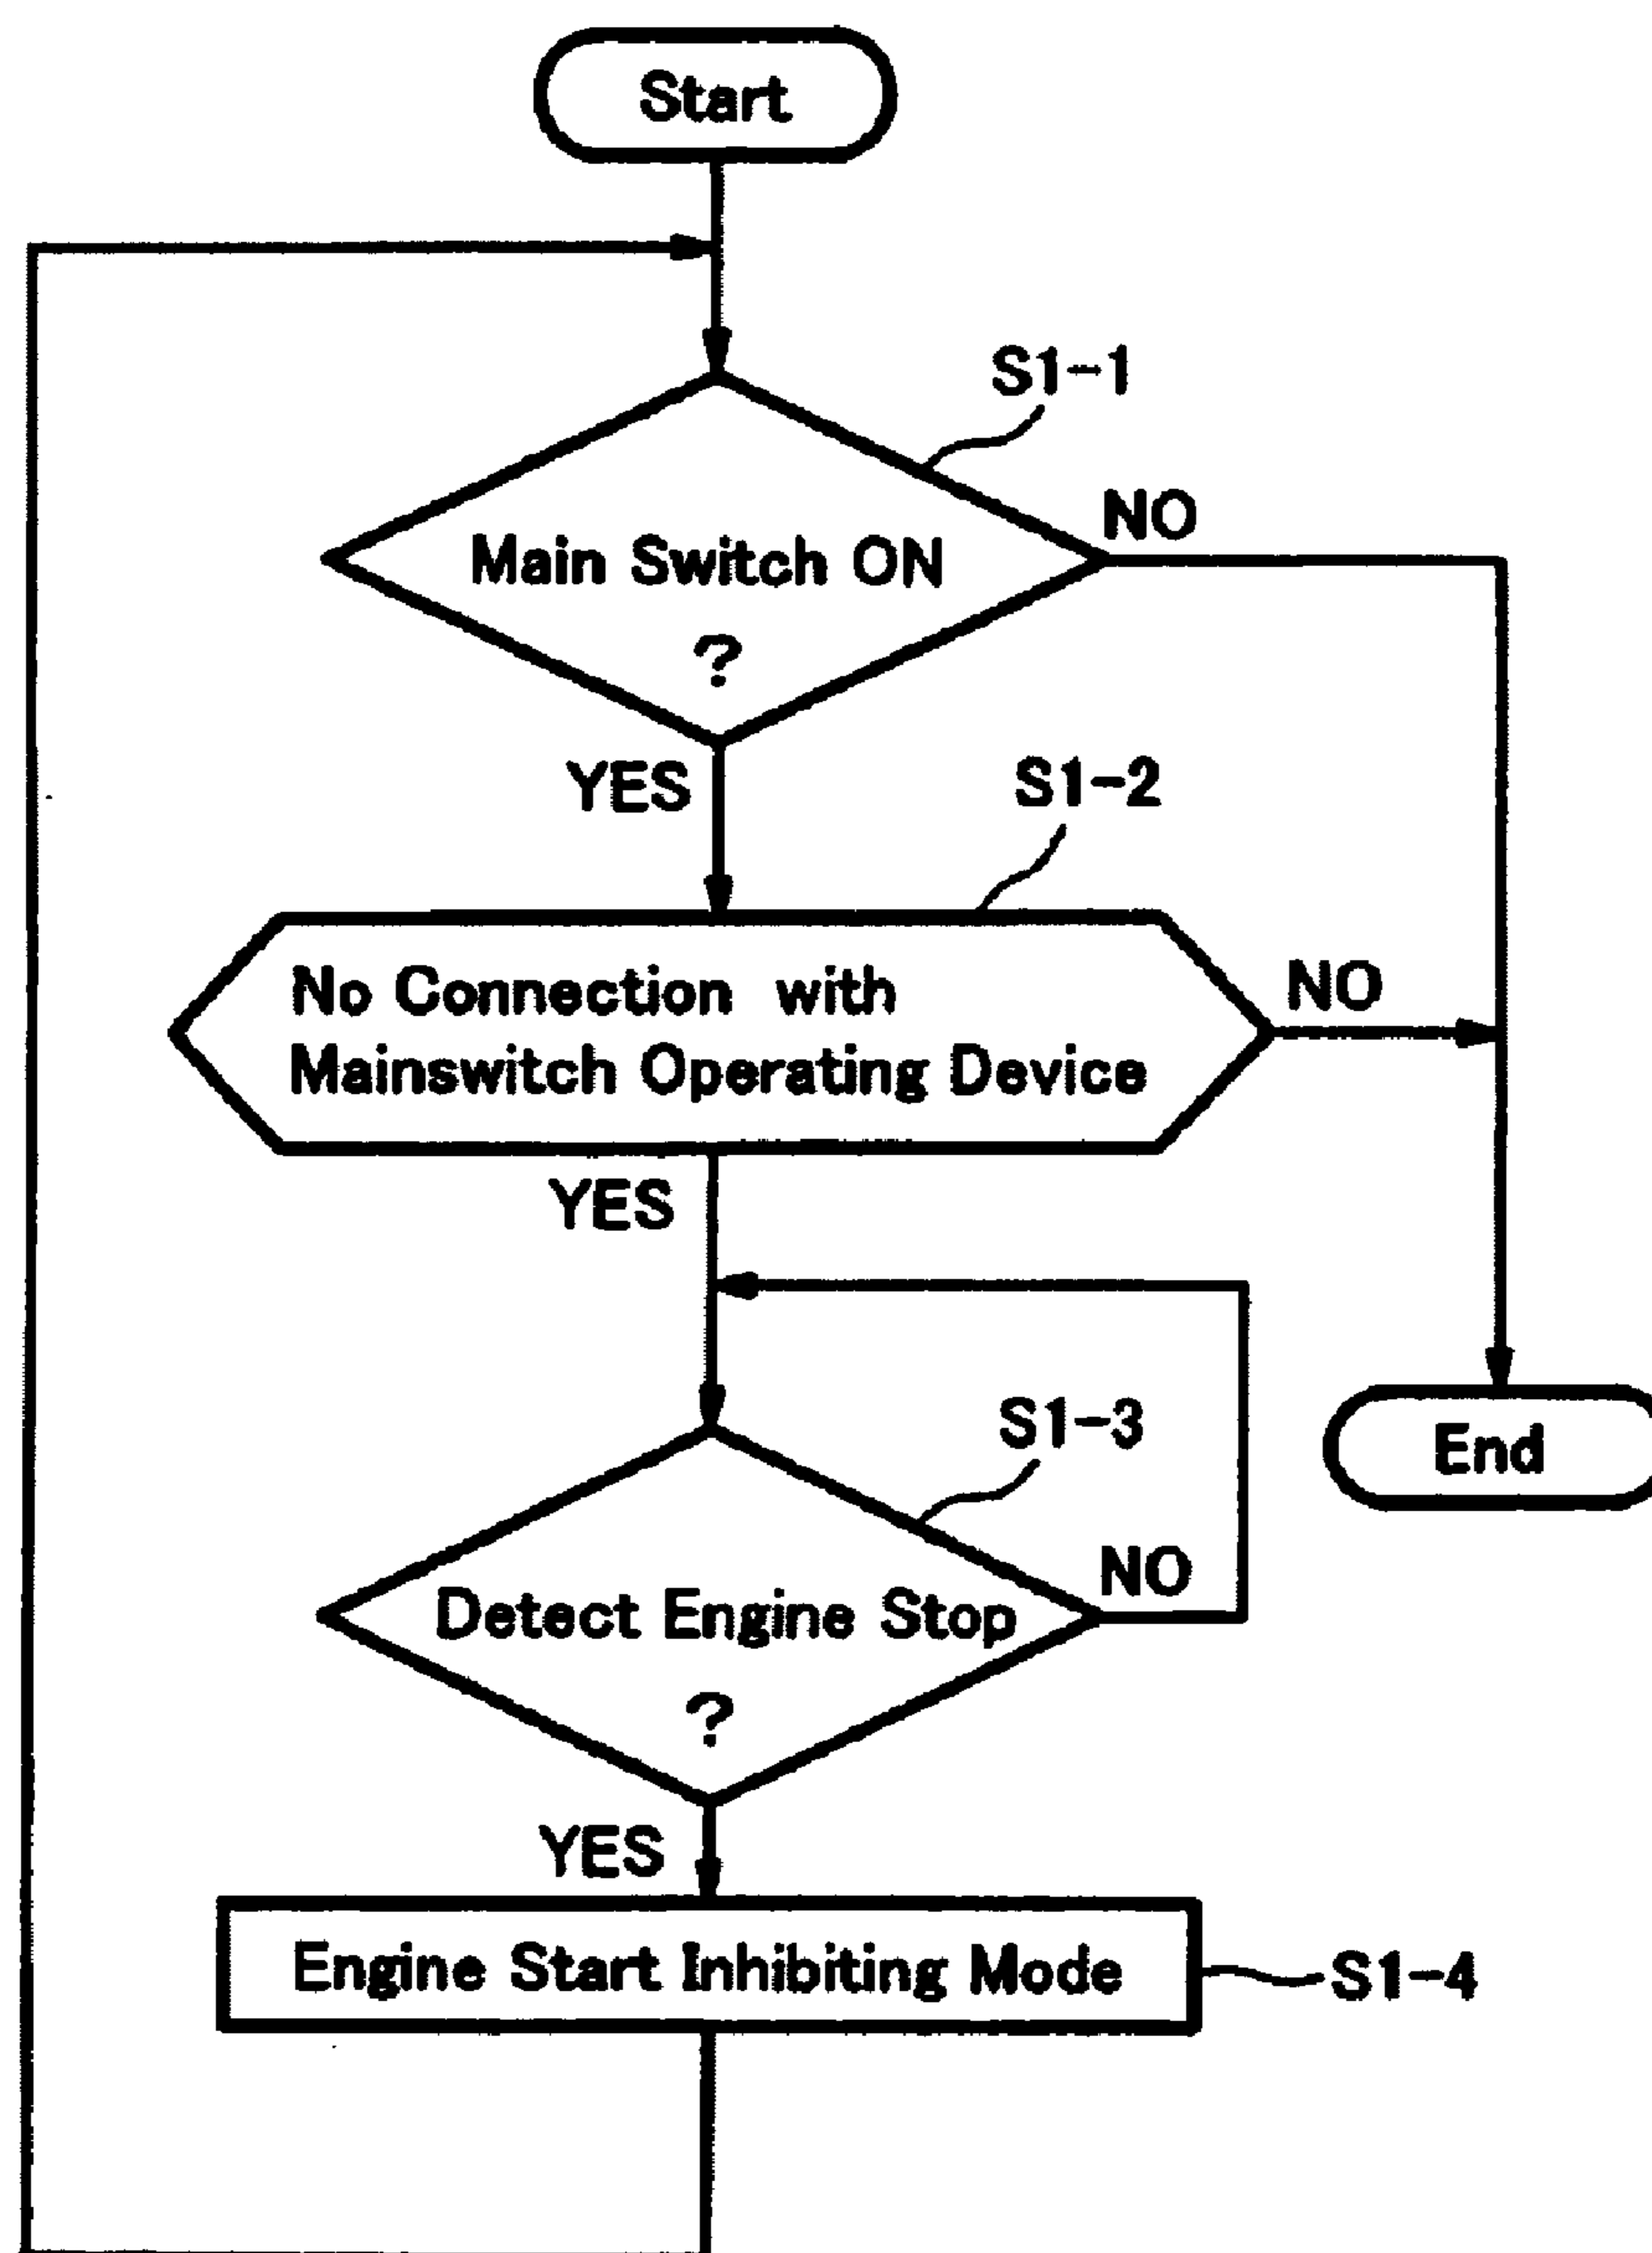 Start
S1-1
NO
Main Switch ON
?
YES
S1-2
No Connection with
Mainswitch Operating Device
NO
YES
S1-3
End
NO
Detect Engine Stop
?
YES
Engine Start Inhibiting Mode
S1-4